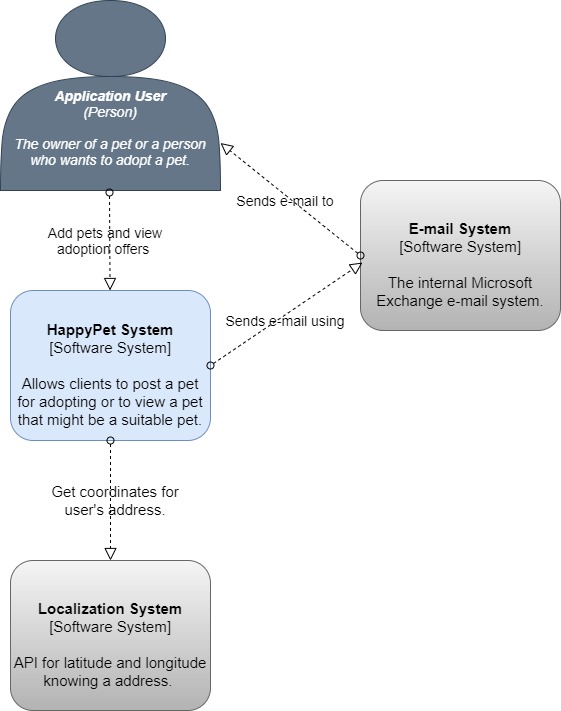 Application User
(Person)
The owner of a pet or a person
who wants to adopt a pet.
Sends e-mail to
Add pets and view
adoption offers
E-mail System
[Software System]
The internal Microsoft
Exchange e-mail system.
Sends e-mail using
HappyPet System
[Software System]
Allows clients to post a pet
for adopting or to view a pet
that might be a suitable pet.
Get coordinates for
user's address.
Localization System
[Software System]
API for latitude and longitude
knowing a address.